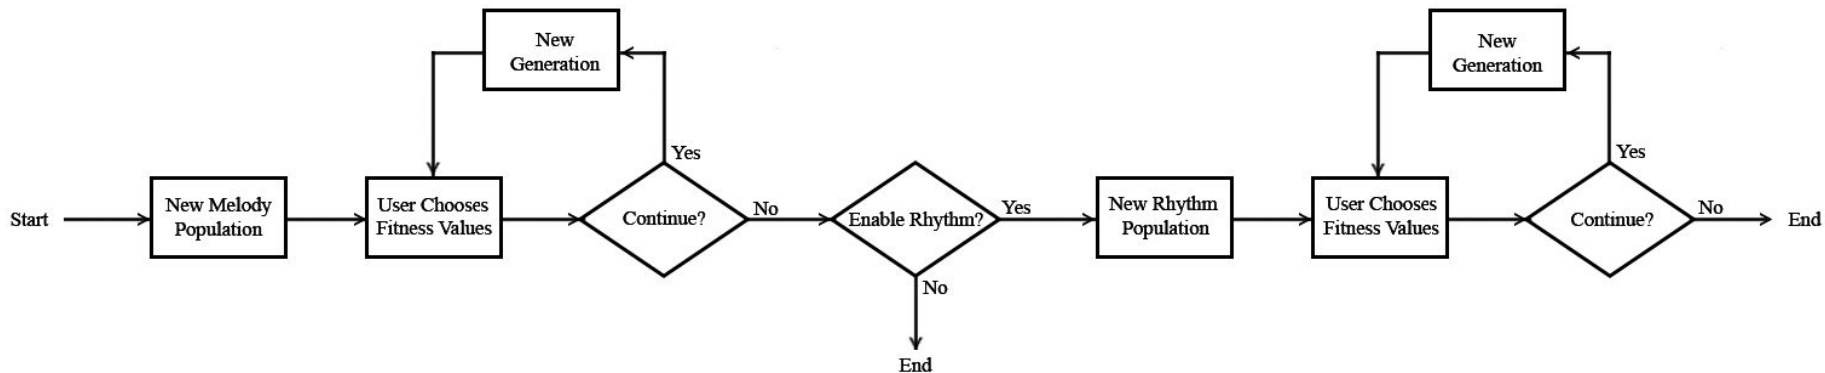 New
Generation
New
Generation
Yes
Yes
Start
New Melody
Population
User Chooses
Fitness Values
Continue?
No
Enable Rhythm?
Yes
New Rhythm
Population
User Chooses
Fitness Values
Continue?
No
End
No
End